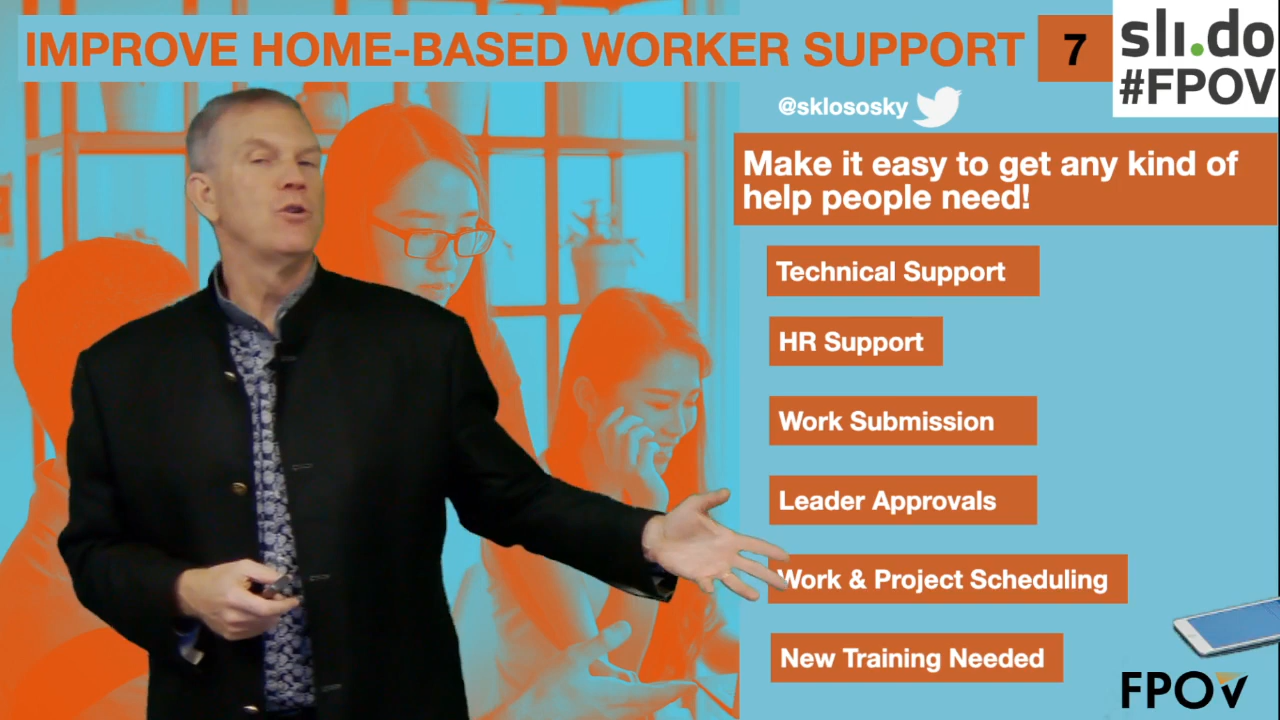 IMPROVE HOME-BASED WORKER SUPPORT
7
sli.do
#FPOV
@sklososky
Make it easy to get any kind of
help people need!
Technical Support
HR Support
Work Submission
Leader Approvals
Work & Project Scheduling
New Training Needed
FPOV